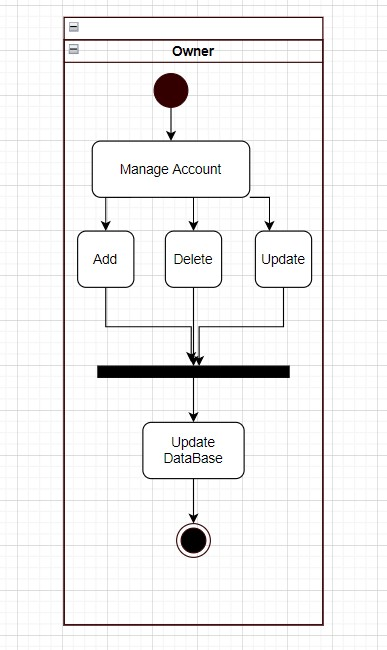 Owner
Manage Account
Add
Delete
Update
Update
DataBase